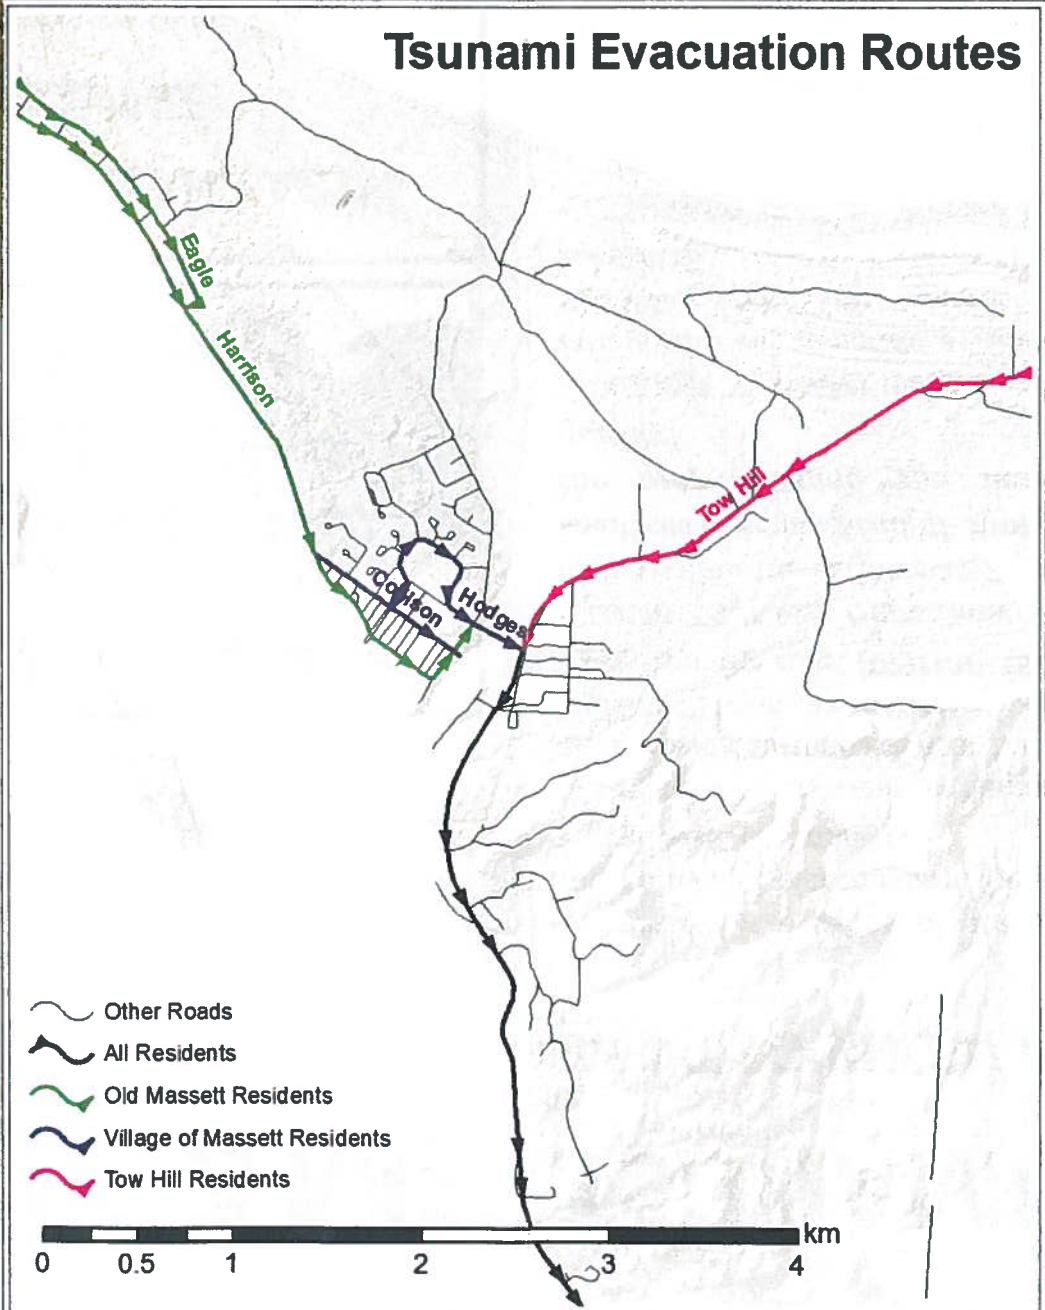 Tsunami Evacuation Routes
Eagle
Harrison
Tow Hill
Collison
Hodges
Other Roads
All Residents
Old Massett Residents
Village of Massett Residents
Tow Hill Residents
km
0 0.5 1 2 3 4